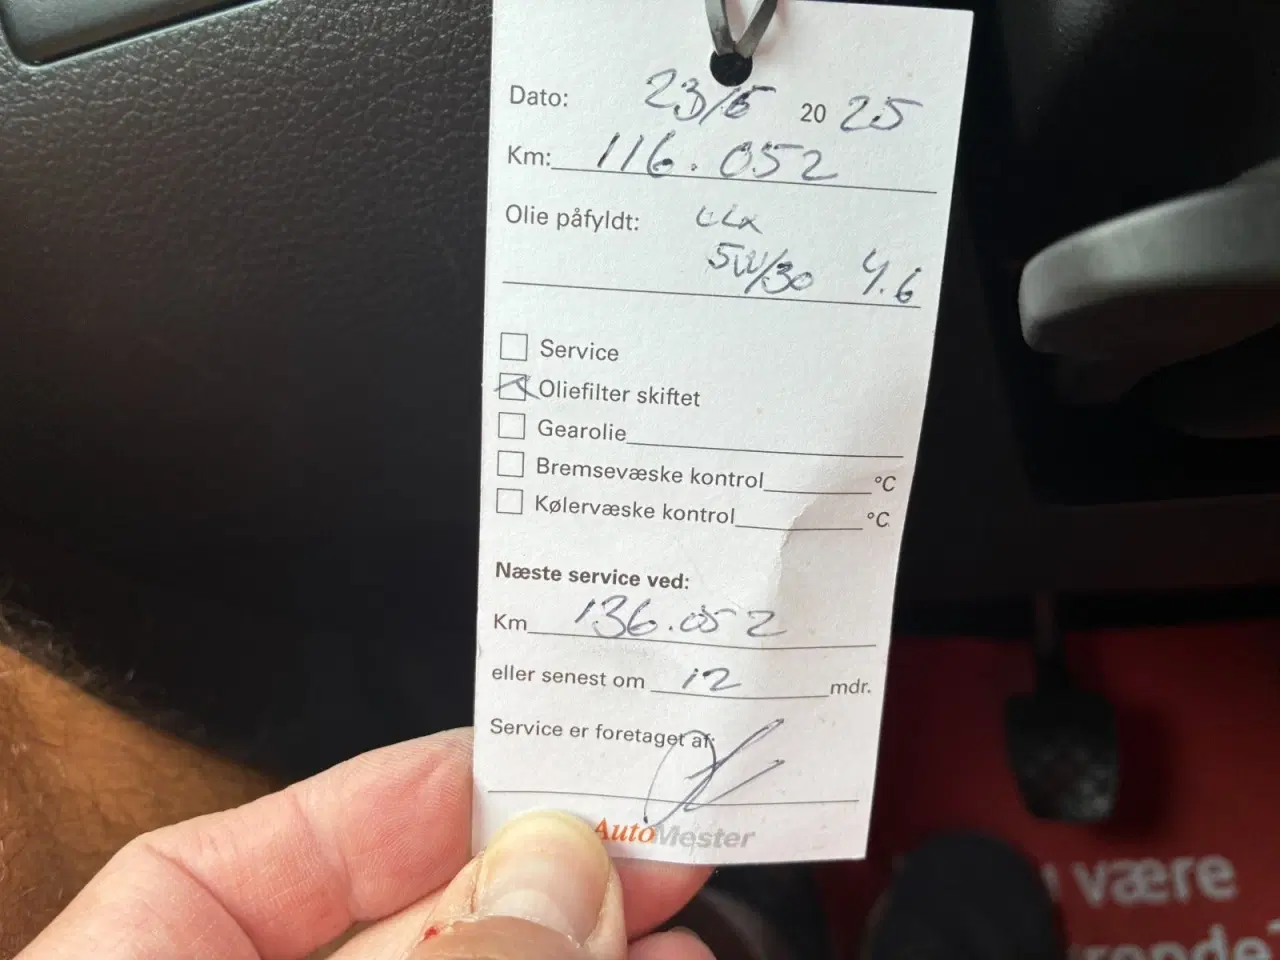 Dato: 23/6 20 25
Km: 116.052
Olie påfyldt: LLX
5W/30 4.6
Service
Oliefilter skiftet
Gearolie
Bremsevæske kontrol °C
Kølervæske kontrol °C
Næste service ved:
Km 136.052
eller senest om 12 mdr.
Service er foretaget af:
AutoMester
være